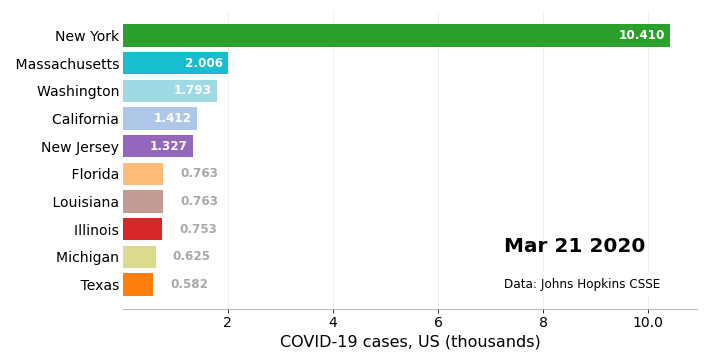 New York 10.410
Massachusetts 2.006
Washington 1.793
California 1.412
New Jersey 1.327
Florida 0.763
Louisiana 0.763
Illinois 0.753
Michigan 0.625
Texas 0.582
Mar 21 2020
Data: Johns Hopkins CSSE
2 4 6 8 10.0
COVID-19 cases, US (thousands)